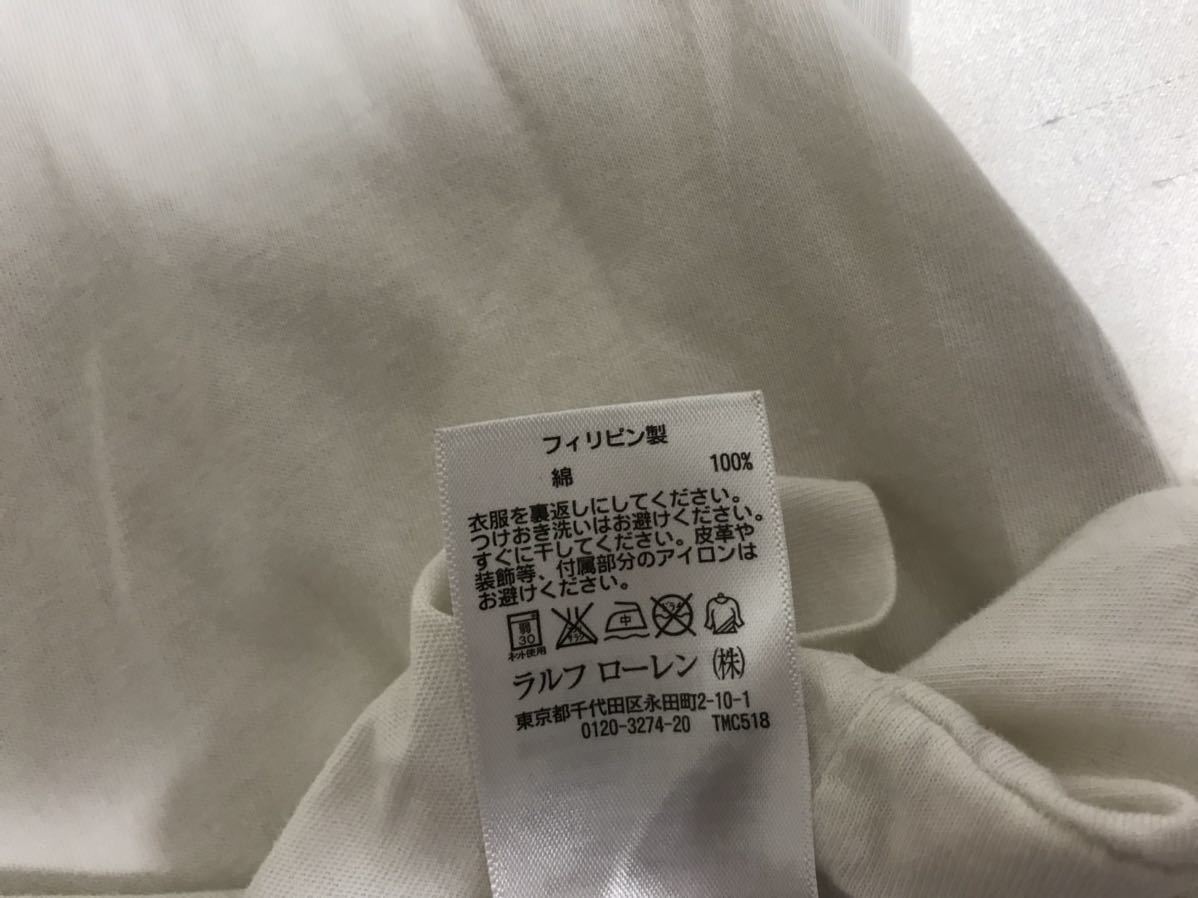 フィリピン製
綿 100%
衣服を裏返しにしてください。
つけおき洗いはお避けください。
すぐに干してください。皮革や
装飾等、付属部分のアイロンは
お避けください。
弱 30 中 ドライ
ネット使用
ラルフ ローレン ㈱
東京都千代田区永田町2-10-1
0120-3274-20 TMC518